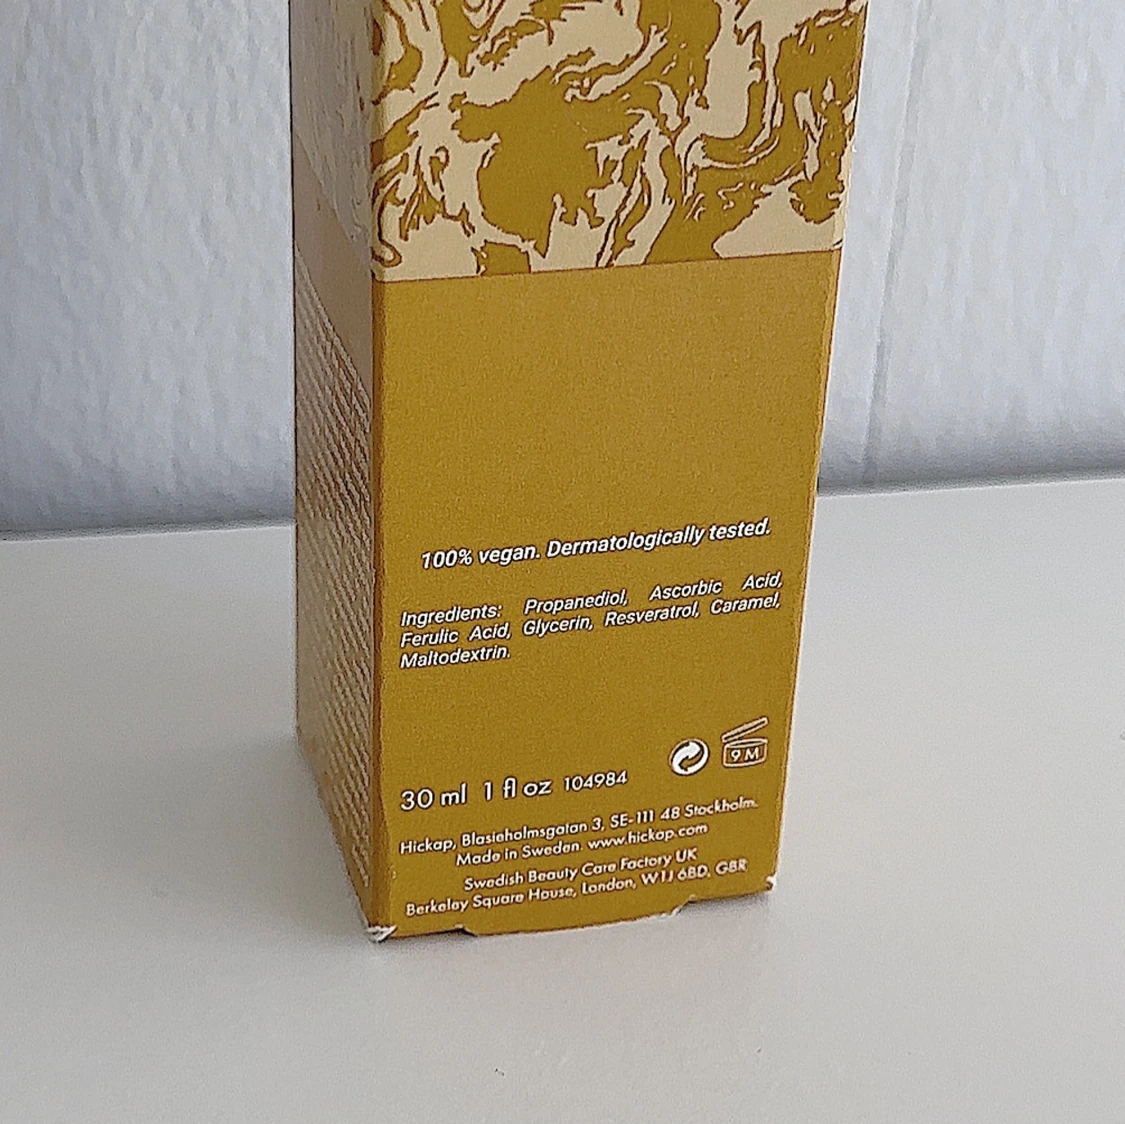 100% vegan. Dermatologically tested.
Ingredients: Propanediol, Ascorbic Acid,
Ferulic Acid, Glycerin, Resveratrol, Caramel,
Maltodextrin.
9 M
30 ml 1 fl oz 104984
Hickap, Blasieholmsgatan 3, SE-111 48 Stockholm.
Made in Sweden. www.hickap.com
Swedish Beauty Care Factory UK
Berkeley Square House, London, W1J 6BD, GBR